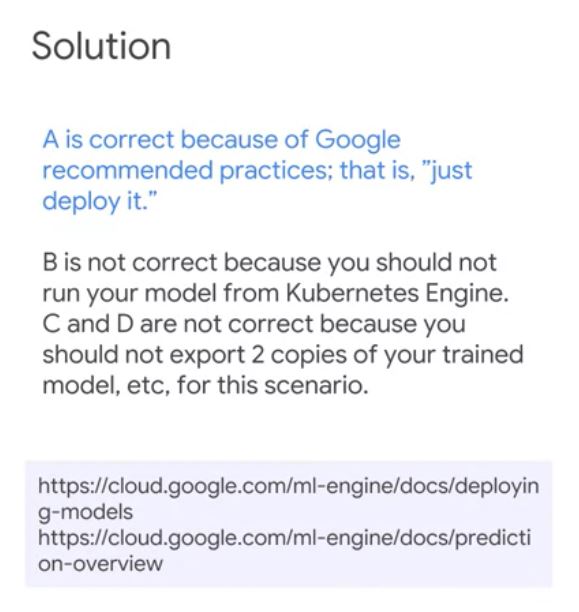 Solution
A is correct because of Google
recommended practices; that is, ”just
deploy it.”
B is not correct because you should not
run your model from Kubernetes Engine.
C and D are not correct because you
should not export 2 copies of your trained
model, etc, for this scenario.
https://cloud.google.com/ml-engine/docs/deployin
g-models
https://cloud.google.com/ml-engine/docs/predicti
on-overview